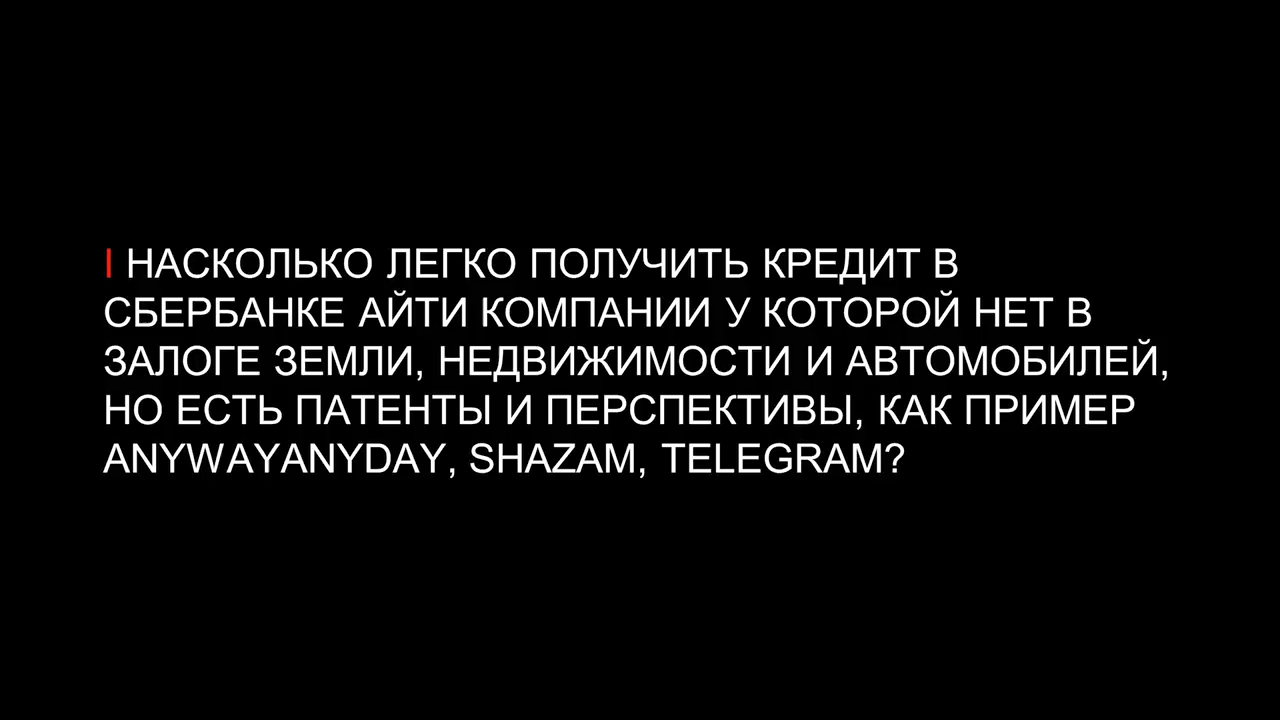 | НАСКОЛЬКО ЛЕГКО ПОЛУЧИТЬ КРЕДИТ В
СБЕРБАНКЕ АЙТИ КОМПАНИИ У КОТОРОЙ НЕТ В
ЗАЛОГЕ ЗЕМЛИ, НЕДВИЖИМОСТИ И АВТОМОБИЛЕЙ,
НО ЕСТЬ ПАТЕНТЫ И ПЕРСПЕКТИВЫ, КАК ПРИМЕР
ANYWAYANYDAY, SHAZAM, TELEGRAM?